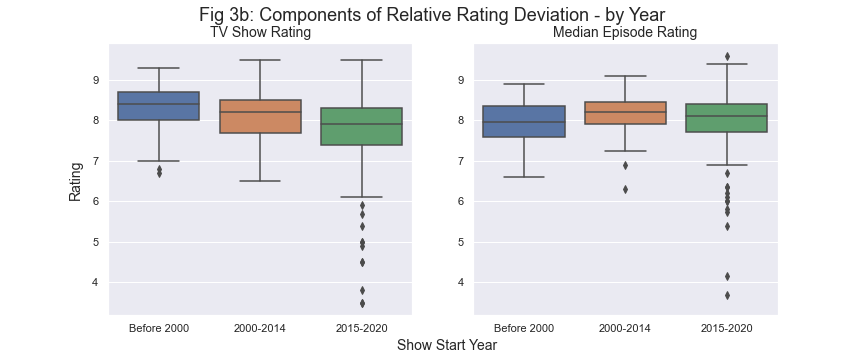 Fig 3b: Components of Relative Rating Deviation - by Year
TV Show Rating
Median Episode Rating
Rating
9
8
7
6
5
4
9
8
7
6
5
4
Before 2000
2000-2014
2015-2020
Before 2000
2000-2014
2015-2020
Show Start Year